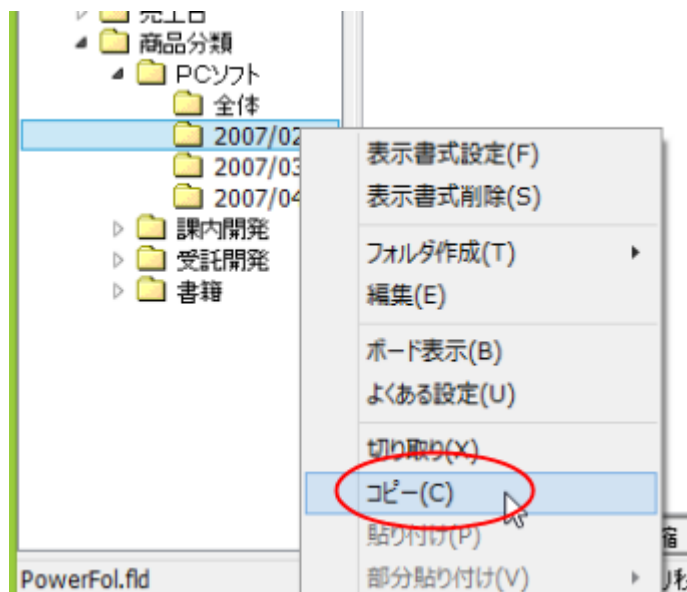 売上日
商品分類
PCソフト
全体
2007/02
2007/03
2007/04
課内開発
受託開発
書籍
表示書式設定(F)
表示書式削除(S)
フォルダ作成(T)
編集(E)
ボード表示(B)
よくある設定(U)
切り取り(X)
コピー(C)
貼り付け(P)
部分貼り付け(V)
PowerFol.fld